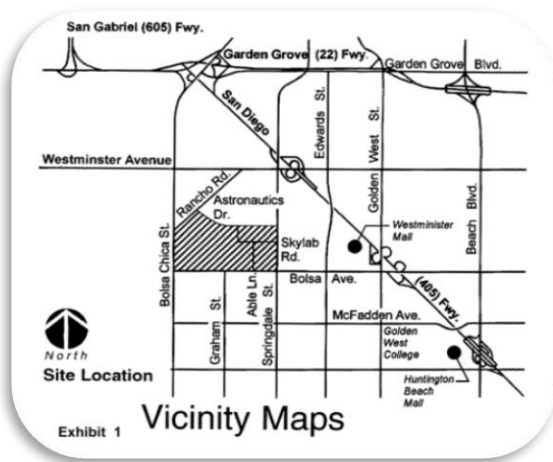 San Gabriel (605) Fwy.
Garden Grove (22) Fwy.
Garden Grove Blvd.
San Diego
Edwards St.
Golden West St.
Westminster Avenue
Rancho Rd.
Astronautics
Dr.
Beach Blvd.
Westminister
Mall
Bolsa Chica St.
Skylab
Rd.
Bolsa Ave.
(405) Fwy.
Graham St.
Able Ln.
Springdale St.
McFadden Ave.
Golden
West
College
North
Site Location
Huntington
Beach
Mall
Vicinity Maps
Exhibit 1